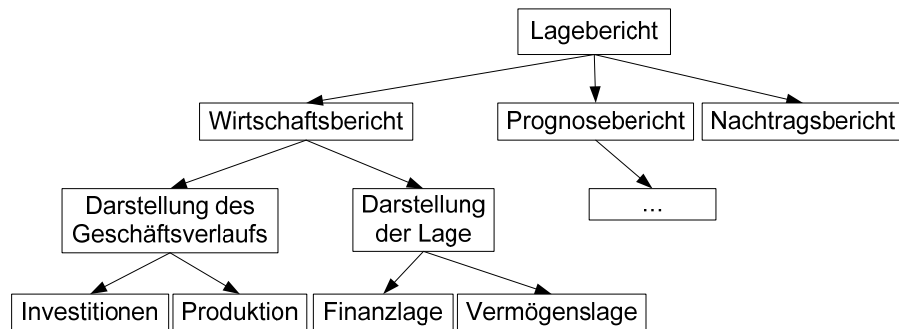 Lagebericht
Wirtschaftsbericht
Prognosebericht
Nachtragsbericht
Darstellung des
Geschäftsverlaufs
Darstellung
der Lage
...
Investitionen
Produktion
Finanzlage
Vermögenslage